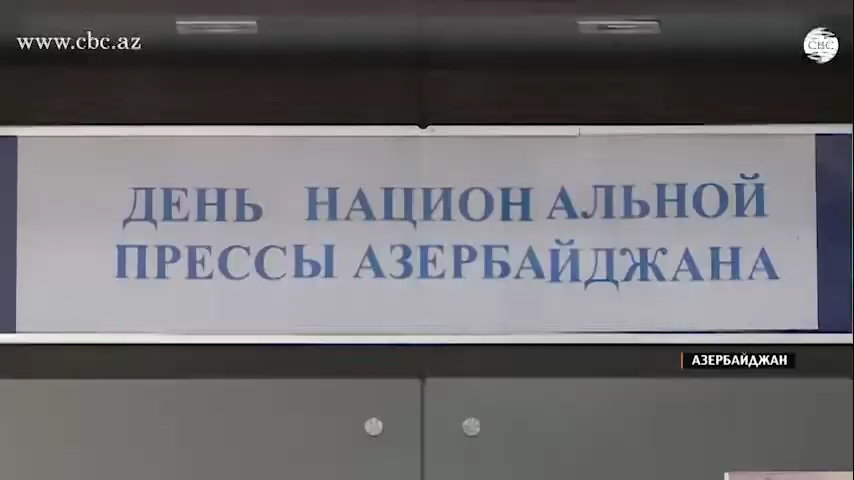 www.cbc.az
CBC
ДЕНЬ НАЦИОНАЛЬНОЙ
ПРЕССЫ АЗЕРБАЙДЖАНА
АЗЕРБАЙДЖАН